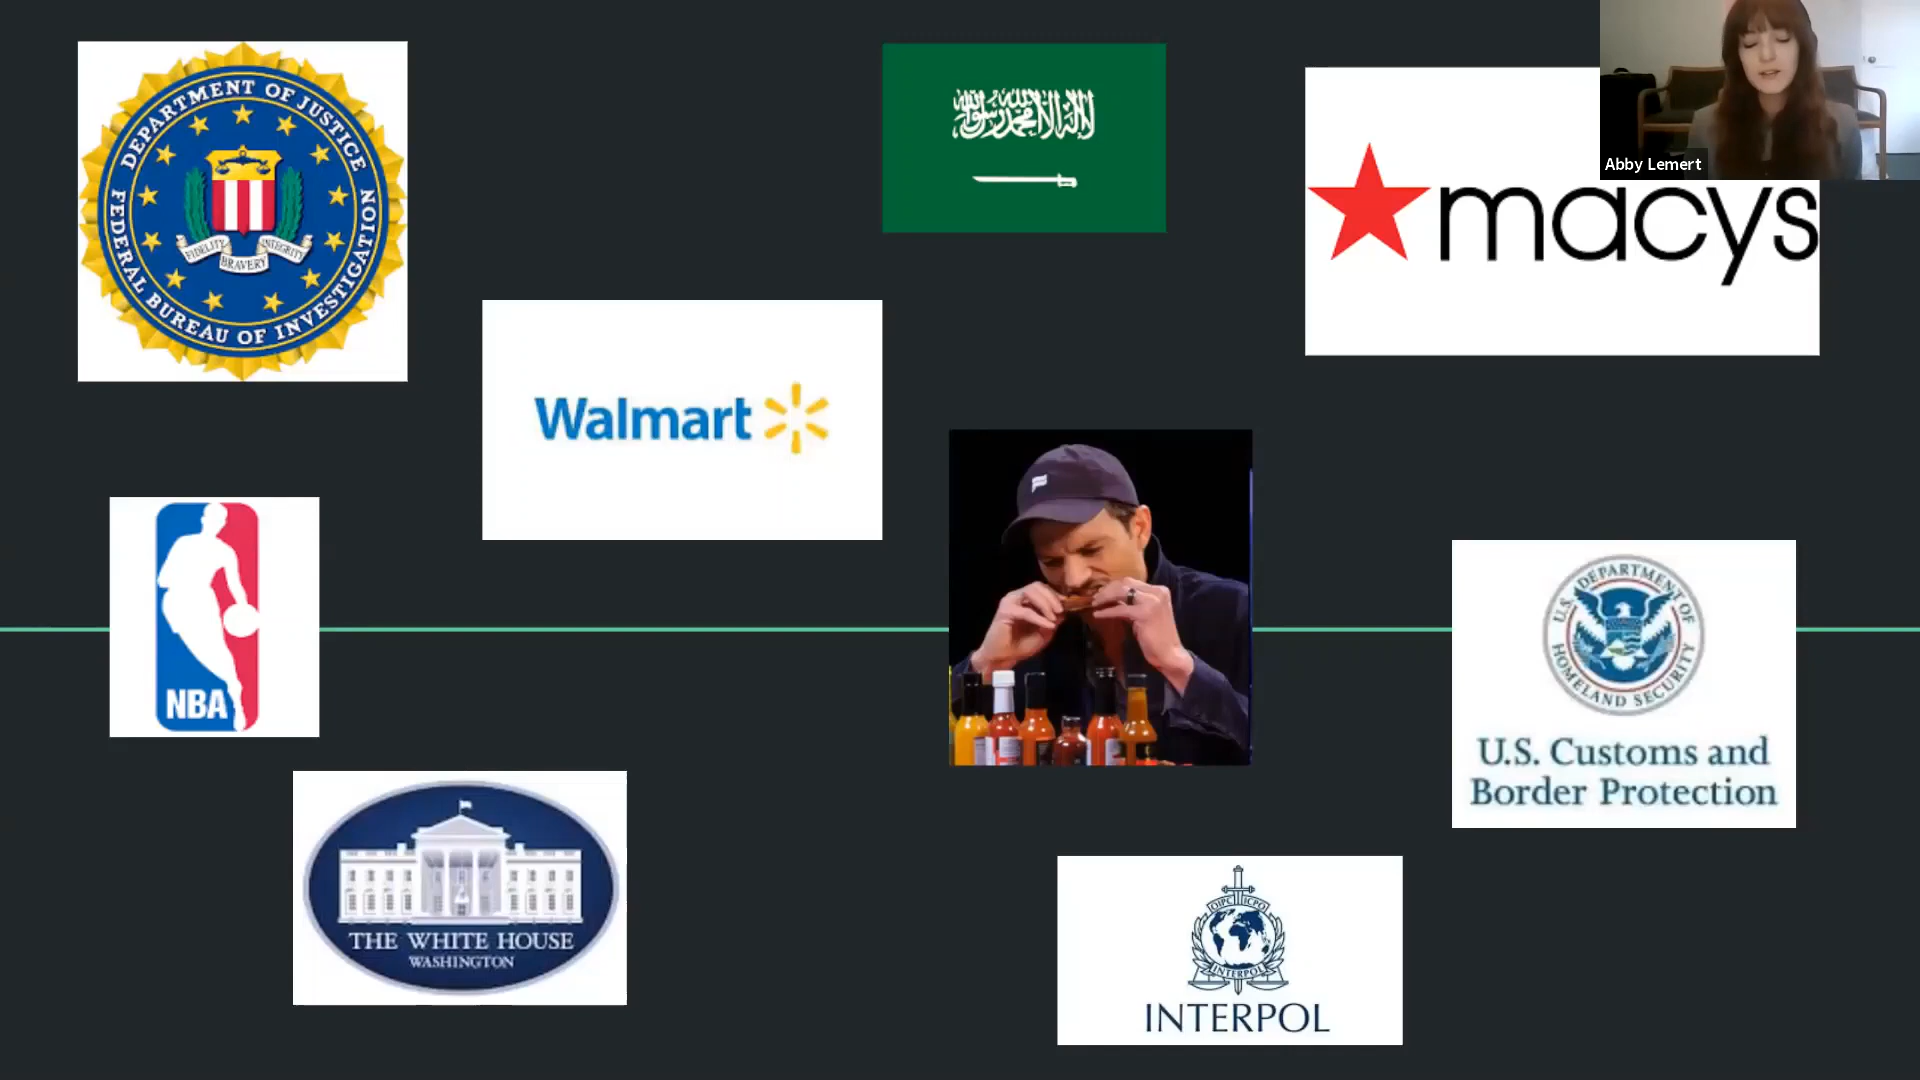 DEPARTMENT OF JUSTICE
FEDERAL BUREAU OF INVESTIGATION
FIDELITY
BRAVERY
INTEGRITY
لا إله إلا الله محمد رسول الله
macys
Abby Lemert
Walmart
NBA
U.S. DEPARTMENT OF
HOMELAND SECURITY
U.S. Customs and
Border Protection
THE WHITE HOUSE
WASHINGTON
OIPC ICPO
INTERPOL
INTERPOL